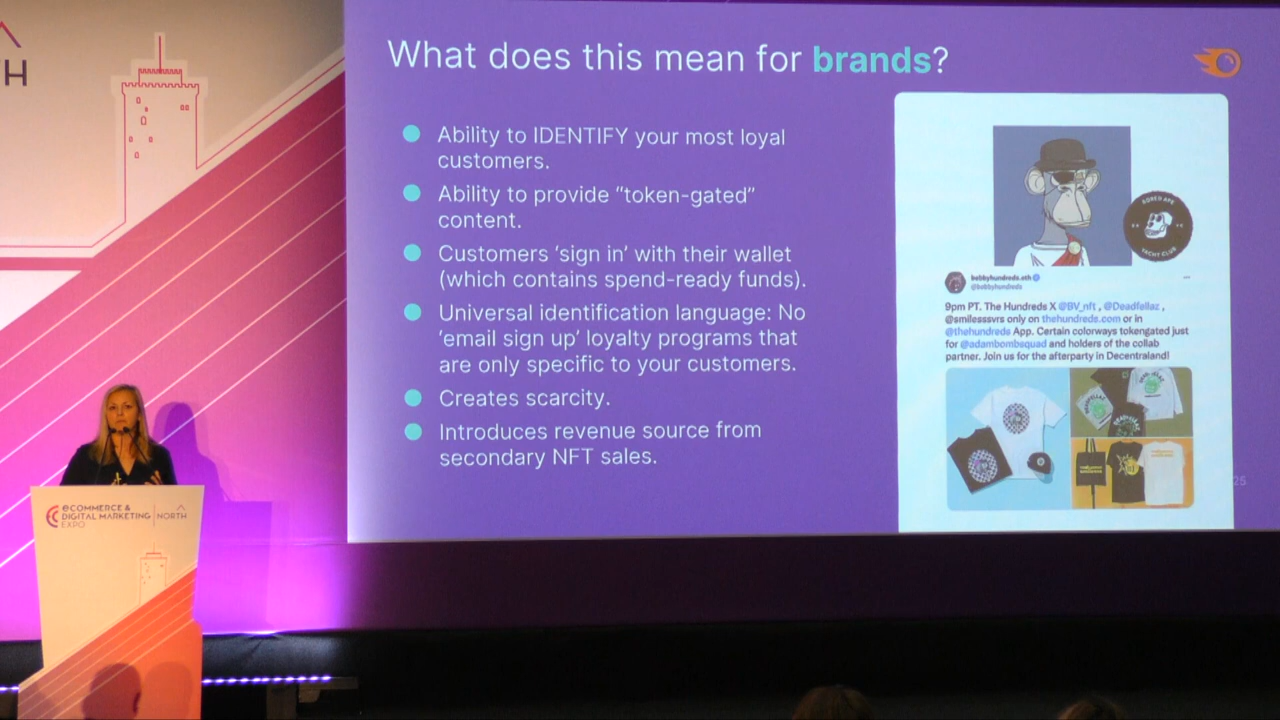 TH
What does this mean for brands?
Ability to IDENTIFY your most loyal
customers.
Ability to provide “token-gated”
content.
Customers ‘sign in’ with their wallet
(which contains spend-ready funds).
Universal identification language: No
‘email sign up’ loyalty programs that
are only specific to your customers.
Creates scarcity.
Introduces revenue source from
secondary NFT sales.
BORED APE
YACHT CLUB
bobbyhundreds.eth
@bobbyhundreds
9pm PT. The Hundreds X @BV_nft , @Deadfellaz ,
@smilesssvrs only on thehundreds.com or in
@thehundreds App. Certain colorways tokengated just
for @adambombsquad and holders of the collab
partner. Join us for the afterparty in Decentraland!
25
eCOMMERCE &
DIGITAL MARKETING
EXPO
NORTH